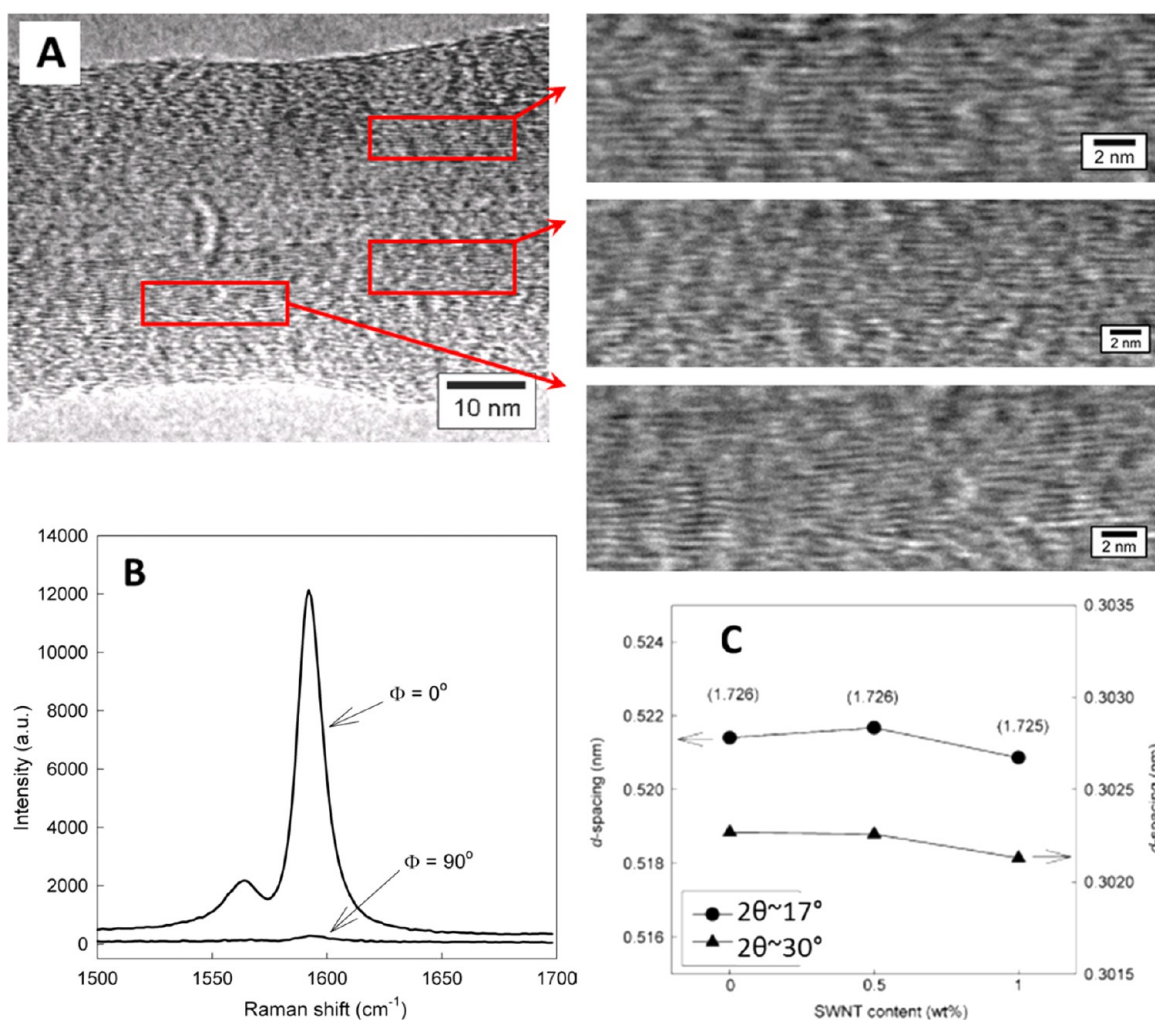 A
10 nm
2 nm
2 nm
2 nm
B
14000
12000
10000
8000
6000
4000
2000
0
Intensity (a.u.)
Φ = 0°
Φ = 90°
1500
1550
1600
1650
1700
Raman shift (cm⁻¹)
C
0.524
0.522
0.520
0.518
0.516
d-spacing (nm)
(1.726)
(1.726)
(1.725)
2θ~17°
2θ~30°
0.3035
0.3030
0.3025
0.3020
0.3015
d-spacing (nm)
0
0.5
1
SWNT content (wt%)